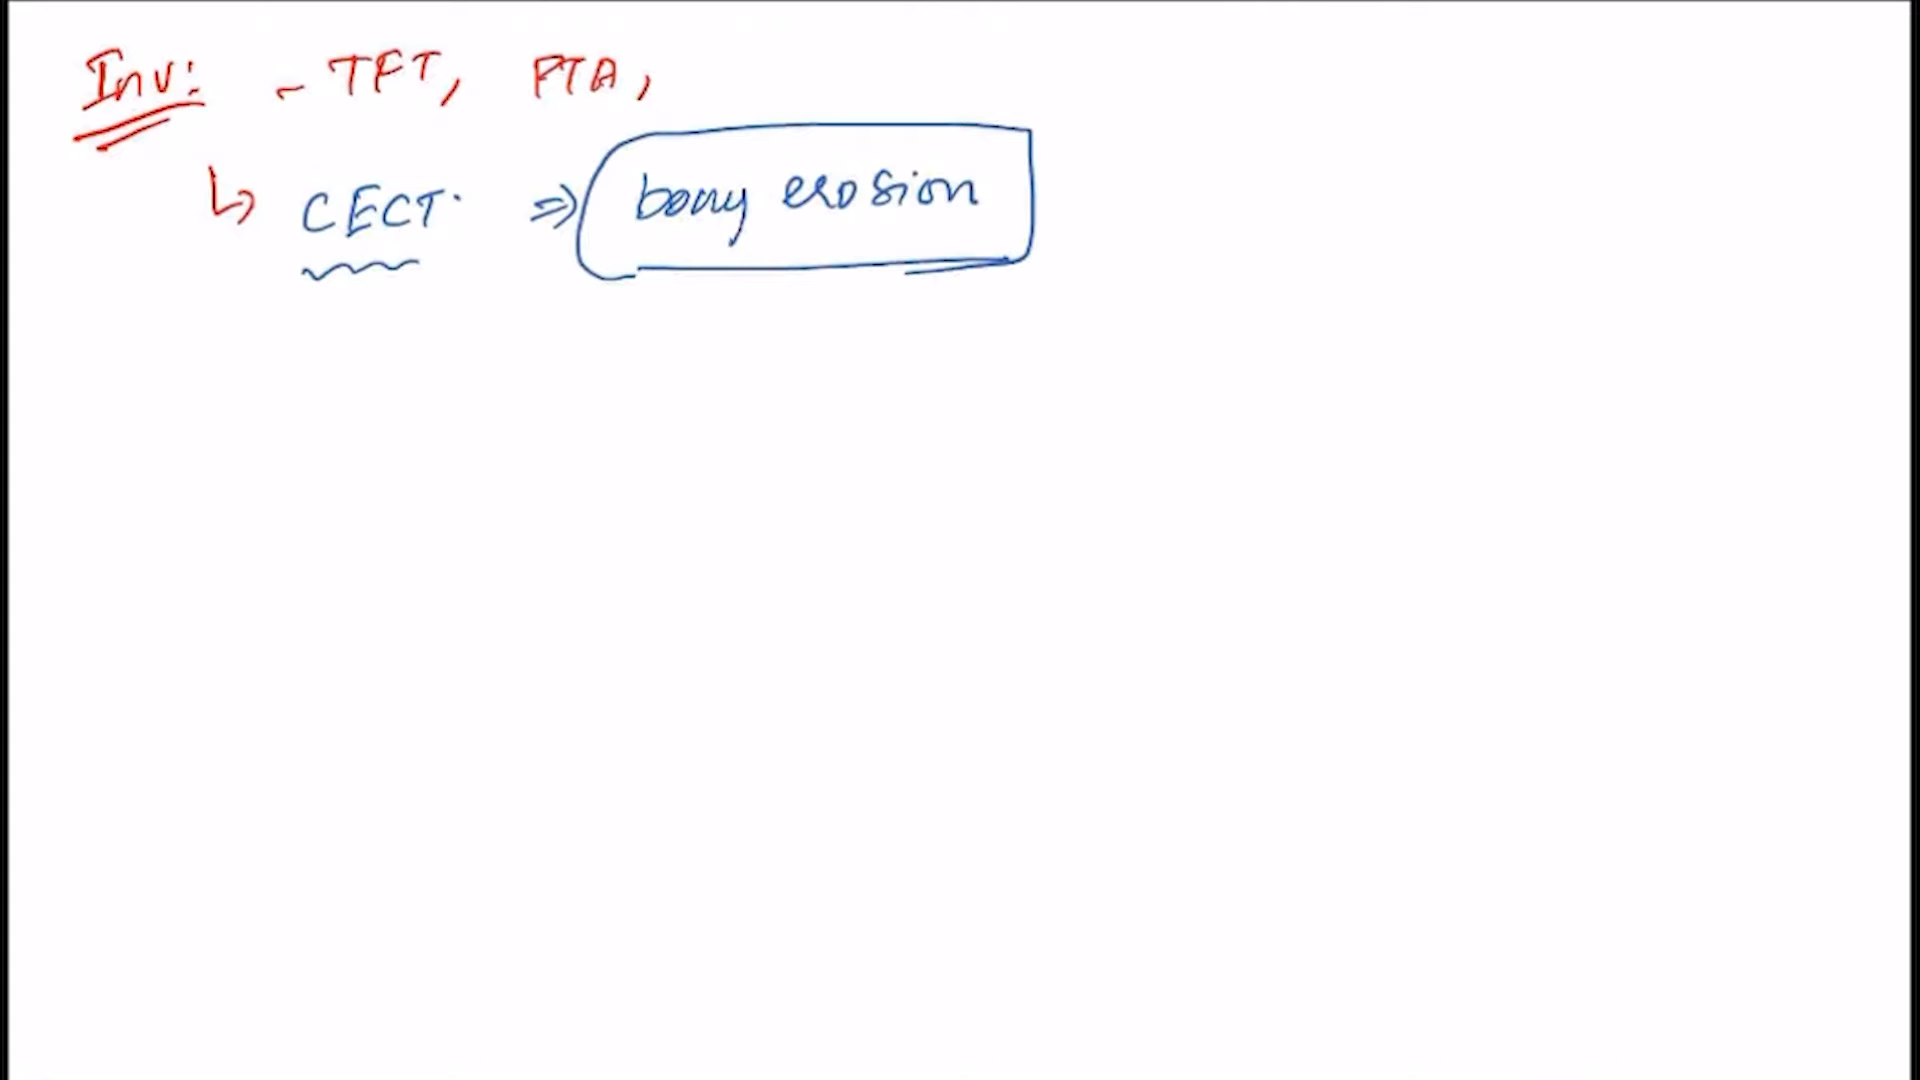 Inv: - TFT, PTA,
↳ CECT. ⇒ bony erosion